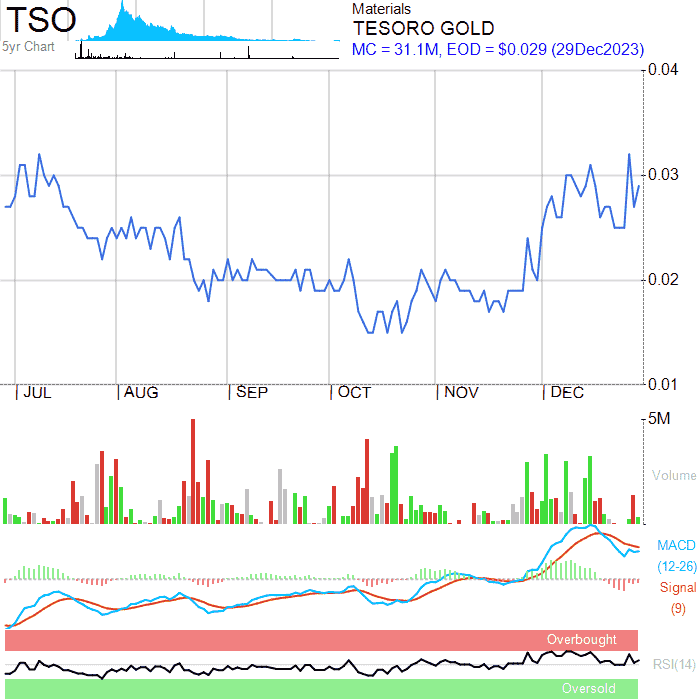 TSO
5yr Chart
Materials
TESORO GOLD
MC = 31.1M, EOD = $0.029 (29Dec2023)
0.04
0.03
0.02
0.01
JUL AUG SEP OCT NOV DEC
5M
Volume
MACD
(12-26)
Signal
(9)
Overbought
RSI(14)
Oversold